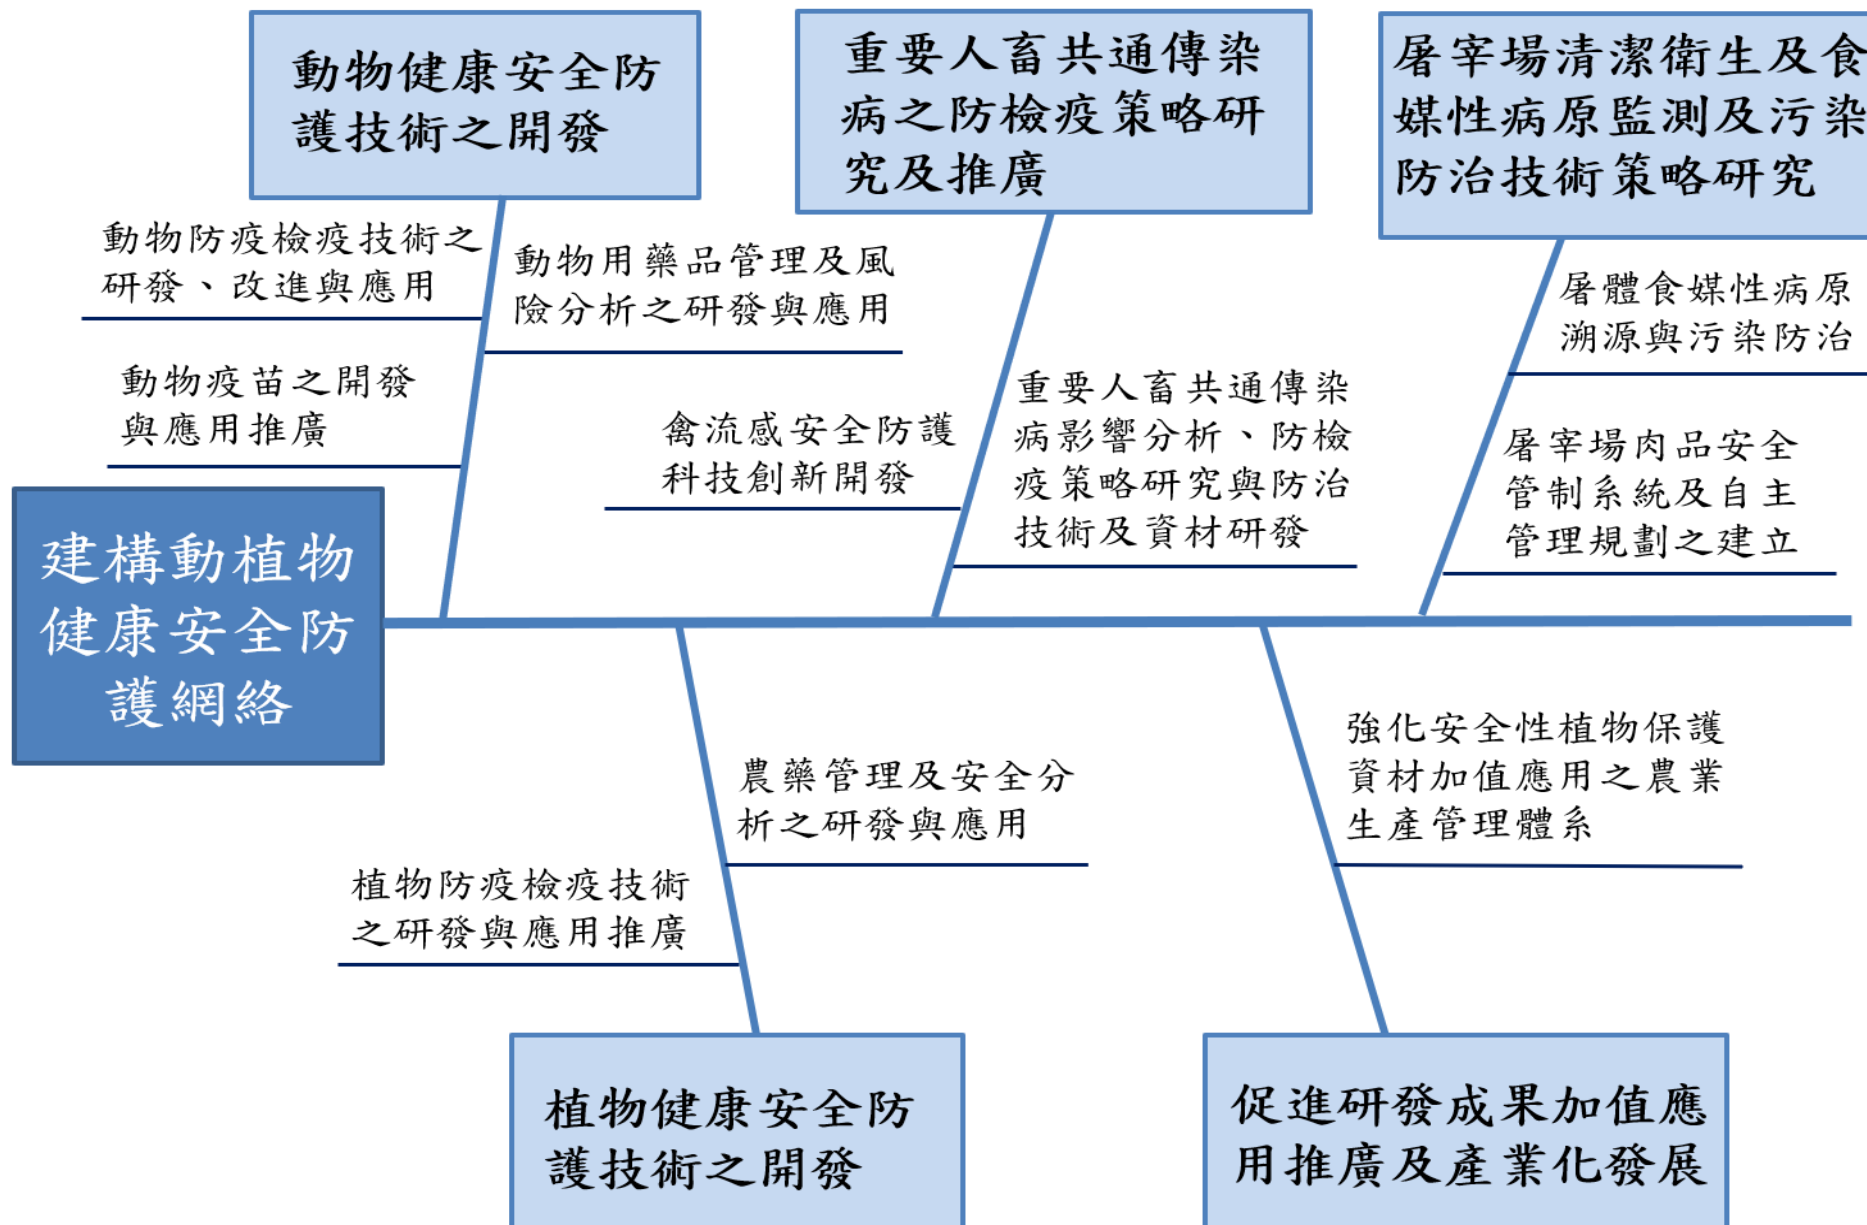 動物健康安全防
護技術之開發
重要人畜共通傳染
病之防檢疫策略研
究及推廣
屠宰場清潔衛生及食
媒性病原監測及污染
防治技術策略研究
動物防疫檢疫技術之
研發、改進與應用
動物用藥品管理及風
險分析之研發與應用
動物疫苗之開發
與應用推廣
禽流感安全防護
科技創新開發
重要人畜共通傳染
病影響分析、防檢
疫策略研究與防治
技術及資材研發
屠體食媒性病原
溯源與污染防治
屠宰場肉品安全
管制系統及自主
管理規劃之建立
建構動植物
健康安全防
護網絡
農藥管理及安全分
析之研發與應用
植物防疫檢疫技術
之研發與應用推廣
強化安全性植物保護
資材加值應用之農業
生產管理體系
植物健康安全防
護技術之開發
促進研發成果加值應
用推廣及產業化發展